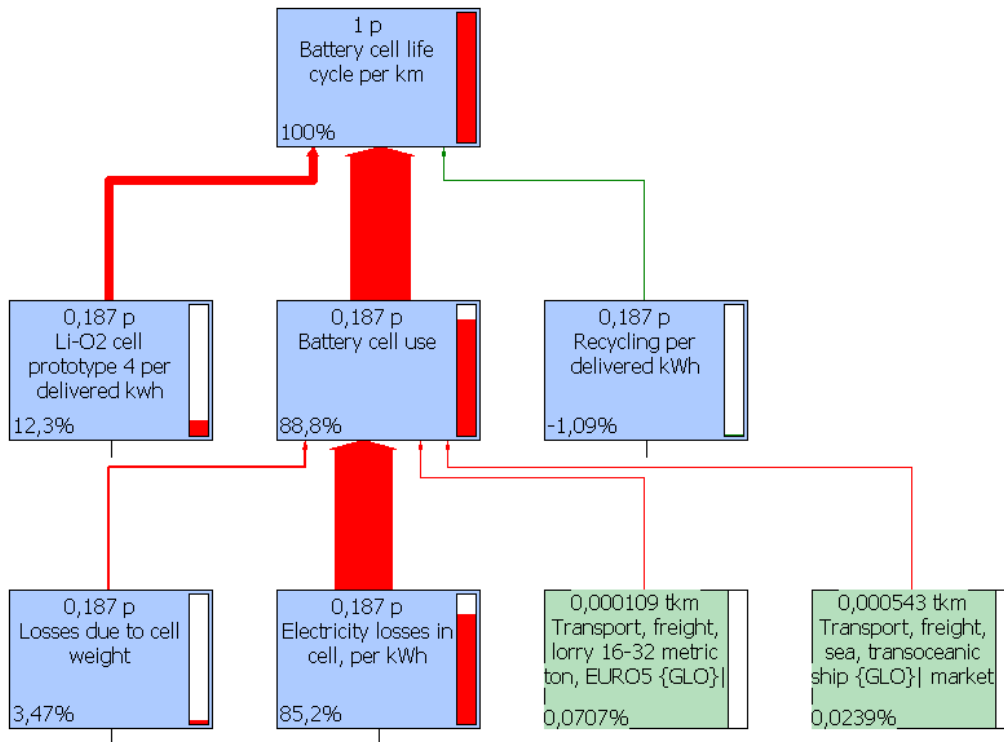 1 p
Battery cell life
cycle per km
100%
0,187 p
Li-O2 cell
prototype 4 per
delivered kwh
12,3%
0,187 p
Battery cell use
88,8%
0,187 p
Recycling per
delivered kWh
-1,09%
0,187 p
Losses due to cell
weight
3,47%
0,187 p
Electricity losses in
cell, per kWh
85,2%
0,000109 tkm
Transport, freight,
lorry 16-32 metric
ton, EURO5 {GLO}|
0,0707%
0,000543 tkm
Transport, freight,
sea, transoceanic
ship {GLO}| market
0,0239%